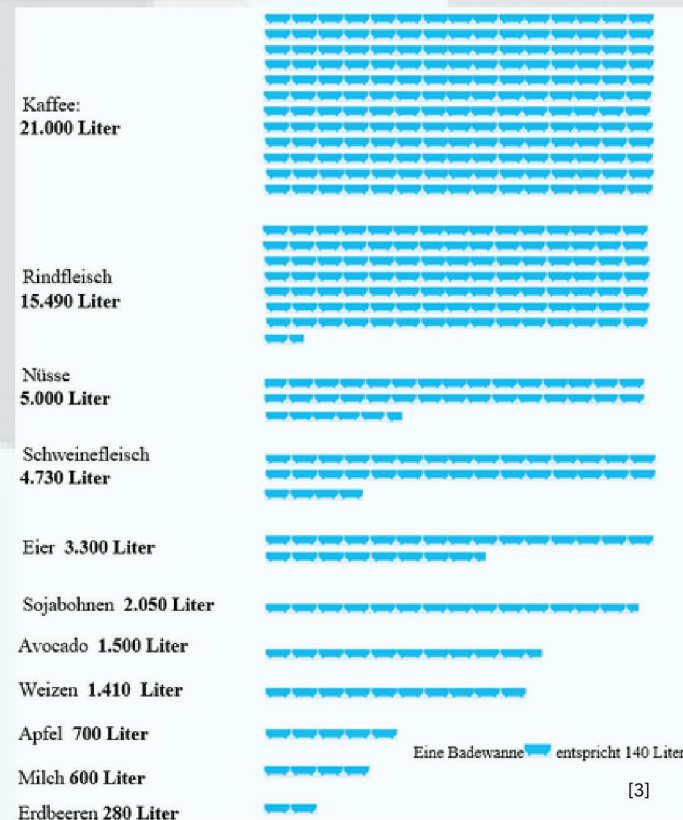 Kaffee:
21.000 Liter
Rindfleisch
15.490 Liter
Nüsse
5.000 Liter
Schweinefleisch
4.730 Liter
Eier 3.300 Liter
Sojabohnen 2.050 Liter
Avocado 1.500 Liter
Weizen 1.410 Liter
Apfel 700 Liter
Eine Badewanne entspricht 140 Liter
Milch 600 Liter
[3]
Erdbeeren 280 Liter